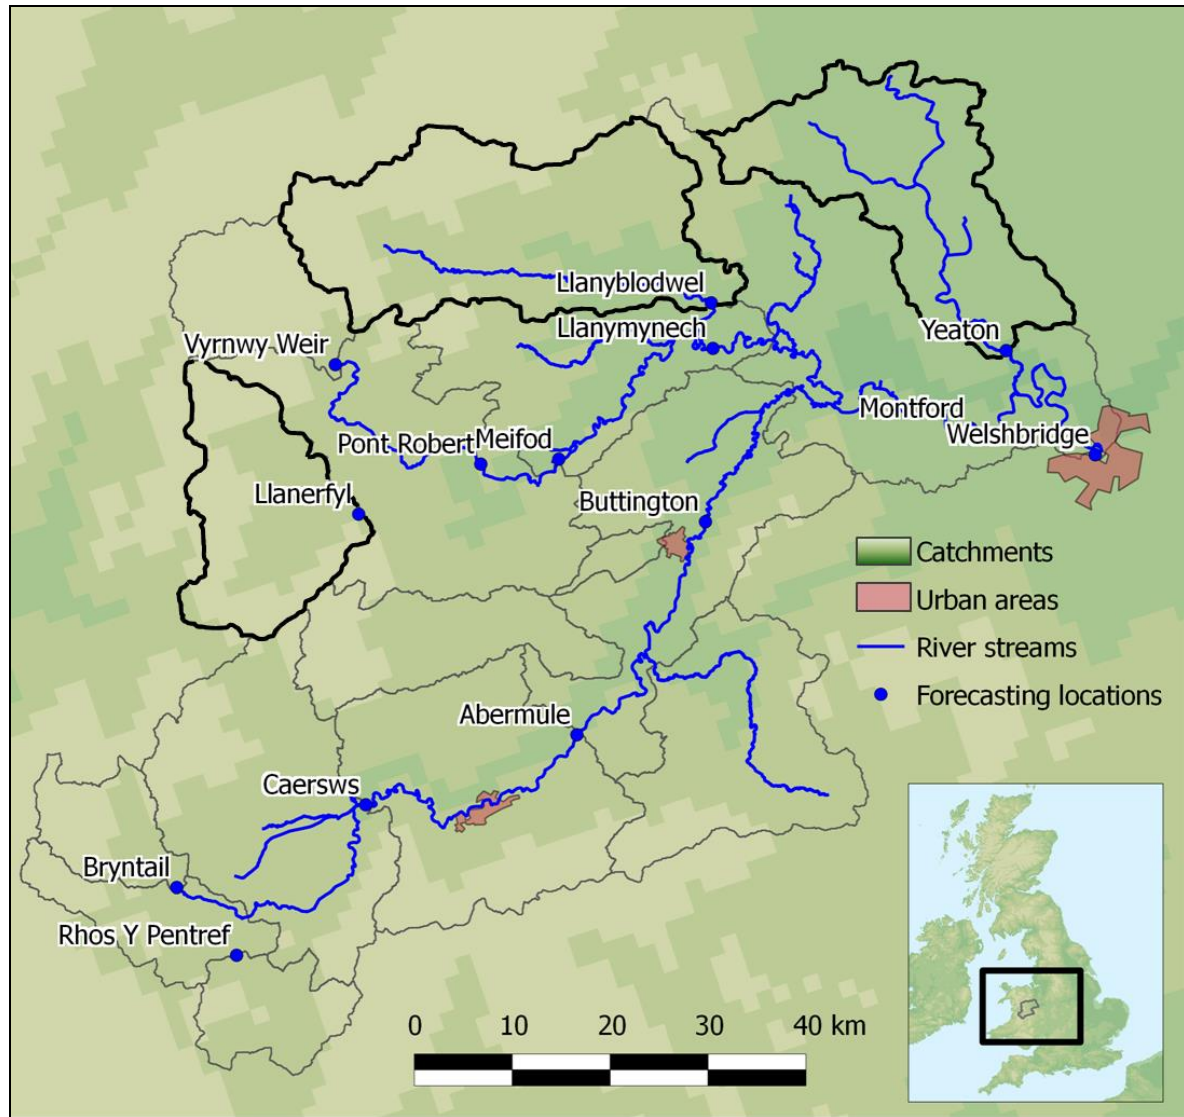 Llanyblodwel
Llanymynech
Vyrnwy Weir
Yeaton
Montford
Pont Robert
Meifod
Welshbridge
Llanerfyl
Buttington
Catchments
Urban areas
River streams
Forecasting locations
Abermule
Caersws
Bryntail
Rhos Y Pentref
0 10 20 30 40 km